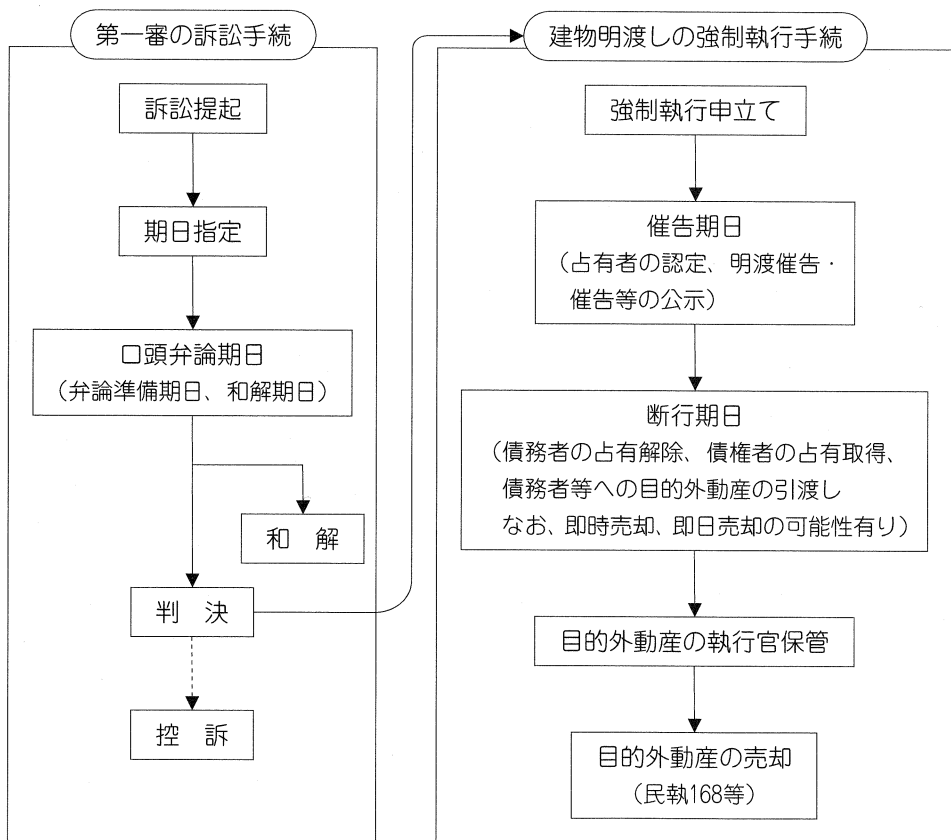 第一審の訴訟手続
訴訟提起
期日指定
口頭弁論期日
（弁論準備期日、和解期日）
和　解
判　決
控　訴
建物明渡しの強制執行手続
強制執行申立て
催告期日
（占有者の認定、明渡催告・
催告等の公示）
断行期日
（債務者の占有解除、債権者の占有取得、
債務者等への目的外動産の引渡し
なお、即時売却、即日売却の可能性有り）
目的外動産の執行官保管
目的外動産の売却
（民執168等）